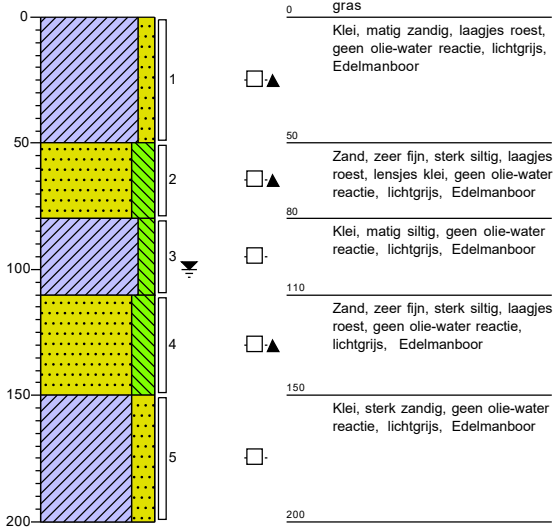 0
50
100
150
200
1
2
3
4
5
0
gras
Klei, matig zandig, laagjes roest,
geen olie-water reactie, lichtgrijs,
Edelmanboor
50
Zand, zeer fijn, sterk siltig, laagjes
roest, lensjes klei, geen olie-water
reactie, lichtgrijs, Edelmanboor
80
Klei, matig siltig, geen olie-water
reactie, lichtgrijs, Edelmanboor
110
Zand, zeer fijn, sterk siltig, laagjes
roest, geen olie-water reactie,
lichtgrijs, Edelmanboor
150
Klei, sterk zandig, geen olie-water
reactie, lichtgrijs, Edelmanboor
200